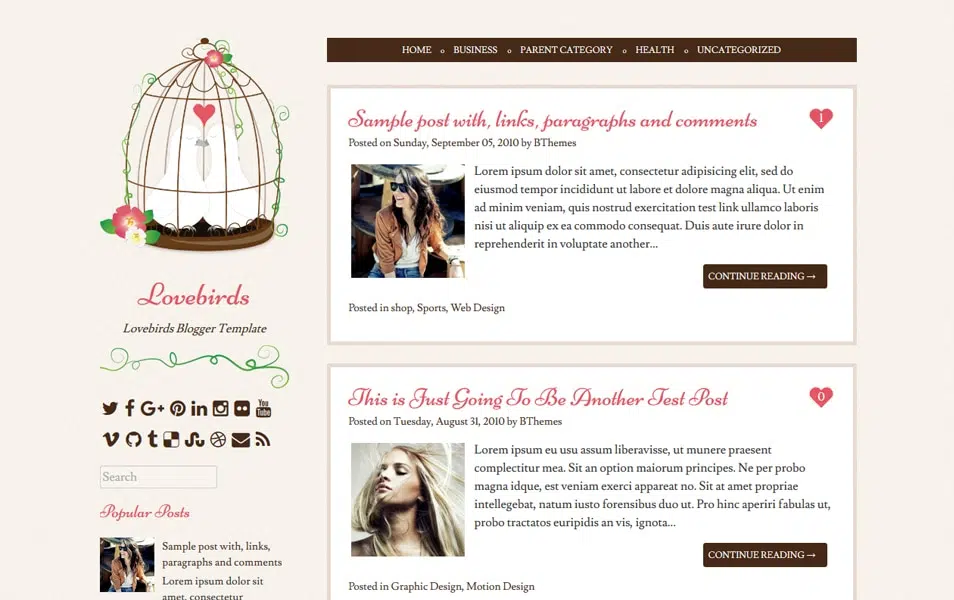 HOME o BUSINESS o PARENT CATEGORY o HEALTH o UNCATEGORIZED
Lovebirds
Lovebirds Blogger Template
You
Tube
Search
Popular Posts
Sample post with, links,
paragraphs and comments
Lorem ipsum dolor sit
amet, consectetur
Sample post with, links, paragraphs and comments
1
Posted on Sunday, September 05, 2010 by BThemes
Lorem ipsum dolor sit amet, consectetur adipisicing elit, sed do
eiusmod tempor incididunt ut labore et dolore magna aliqua. Ut enim
ad minim veniam, quis nostrud exercitation test link ullamco laboris
nisi ut aliquip ex ea commodo consequat. Duis aute irure dolor in
reprehenderit in voluptate another...
CONTINUE READING →
Posted in shop, Sports, Web Design
This is Just Going To Be Another Test Post
0
Posted on Tuesday, August 31, 2010 by BThemes
Lorem ipsum eu usu assum liberavisse, ut munere praesent
complectitur mea. Sit an option maiorum principes. Ne per probo
magna idque, est veniam exerci appareat no. Sit at amet propriae
intellegebat, natum iusto forensibus duo ut. Pro hinc aperiri fabulas ut,
probo tractatos euripidis an vis, ignota...
CONTINUE READING →
Posted in Graphic Design, Motion Design